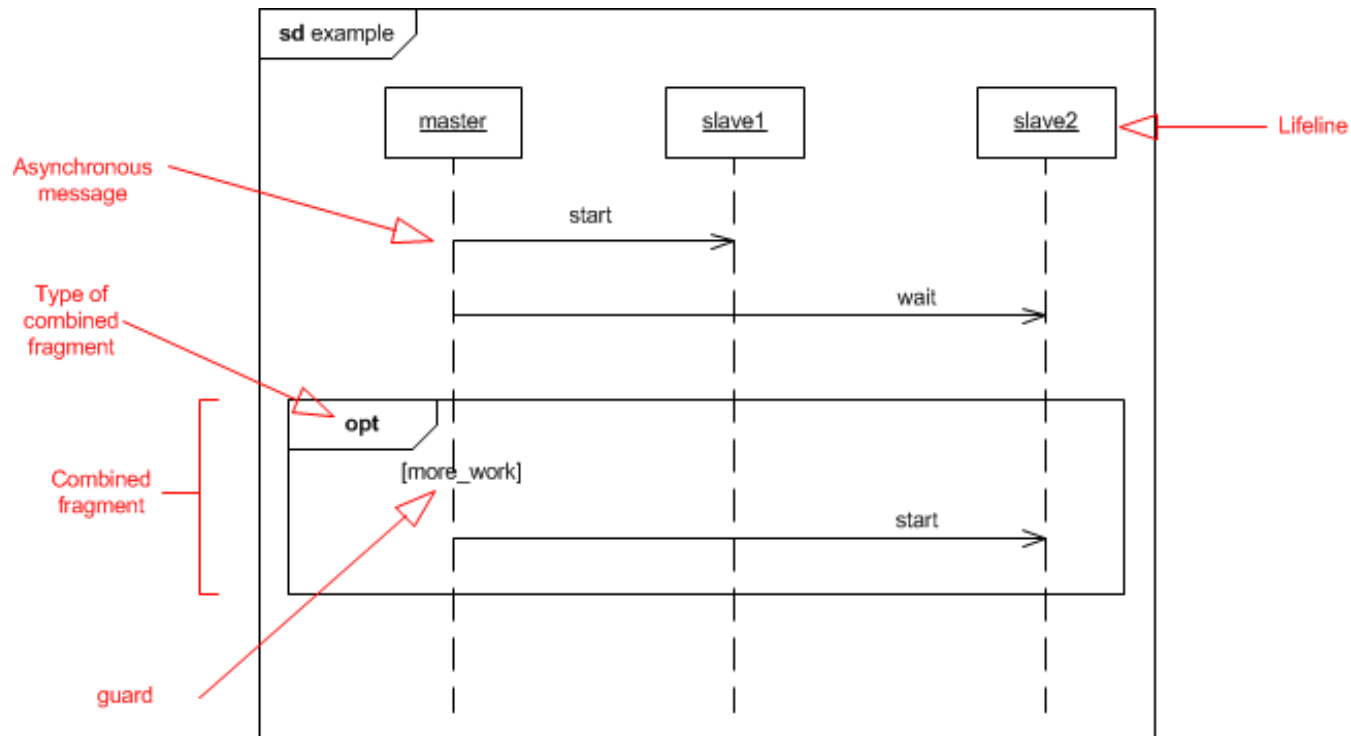 sd example
master
slave1
slave2
Lifeline
Asynchronous
message
start
Type of
combined
fragment
wait
opt
[more_work]
Combined
fragment
start
guard